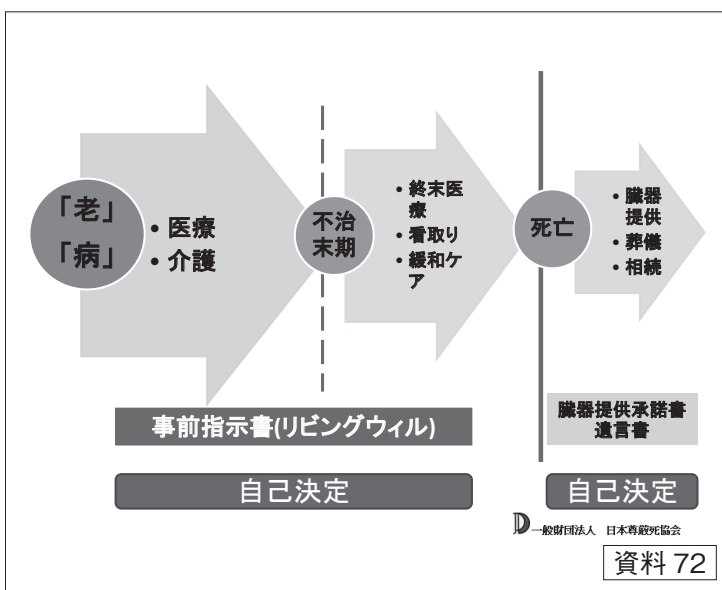 「老」
「病」
• 医療
• 介護
不治
末期
• 終末医
療
• 看取り
• 緩和ケ
ア
死亡
• 臓器
提供
• 葬儀
• 相続
事前指示書(リビングウィル)
臓器提供承諾書
遺言書
自己決定
自己決定
一般財団法人 日本尊厳死協会
資料 72